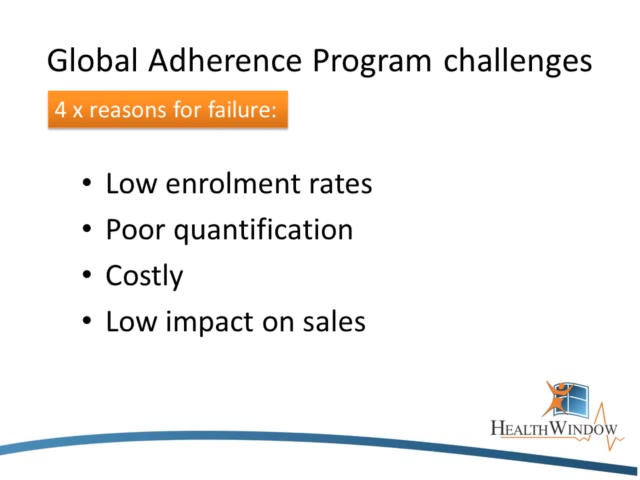 Global Adherence Program challenges
4 x reasons for failure:
• Low enrolment rates
• Poor quantification
• Costly
• Low impact on sales
HEALTHWINDOW